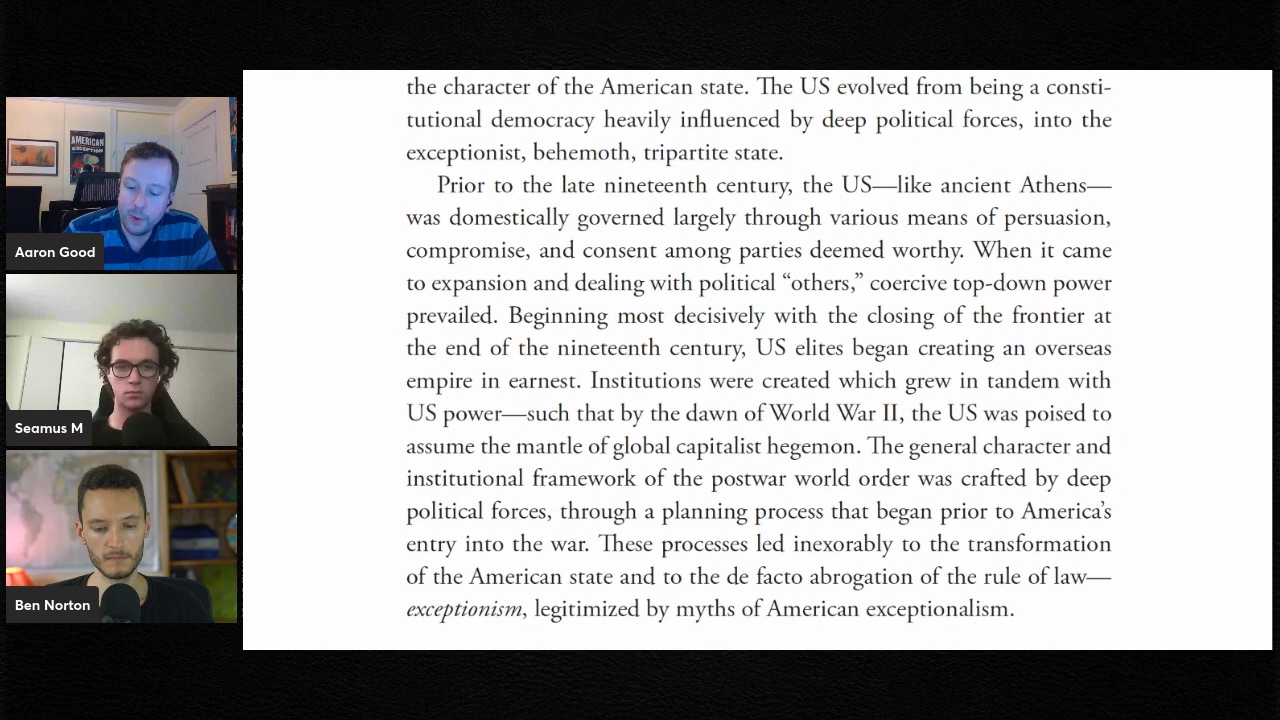 AMERICAN
EXCEPTION
Aaron Good
Seamus M
Ben Norton
the character of the American state. The US evolved from being a consti-
tutional democracy heavily influenced by deep political forces, into the
exceptionist, behemoth, tripartite state.
Prior to the late nineteenth century, the US—like ancient Athens—
was domestically governed largely through various means of persuasion,
compromise, and consent among parties deemed worthy. When it came
to expansion and dealing with political “others,” coercive top-down power
prevailed. Beginning most decisively with the closing of the frontier at
the end of the nineteenth century, US elites began creating an overseas
empire in earnest. Institutions were created which grew in tandem with
US power—such that by the dawn of World War II, the US was poised to
assume the mantle of global capitalist hegemon. The general character and
institutional framework of the postwar world order was crafted by deep
political forces, through a planning process that began prior to America’s
entry into the war. These processes led inexorably to the transformation
of the American state and to the de facto abrogation of the rule of law—
exceptionism, legitimized by myths of American exceptionalism.